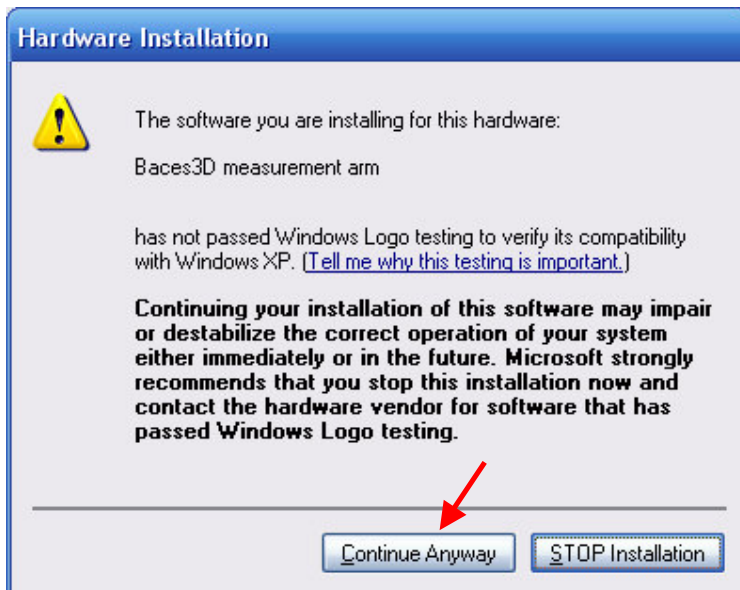 Hardware Installation
The software you are installing for this hardware:
Baces3D measurement arm
has not passed Windows Logo testing to verify its compatibility
with Windows XP. (Tell me why this testing is important.)
Continuing your installation of this software may impair
or destabilize the correct operation of your system
either immediately or in the future. Microsoft strongly
recommends that you stop this installation now and
contact the hardware vendor for software that has
passed Windows Logo testing.
Continue Anyway
STOP Installation